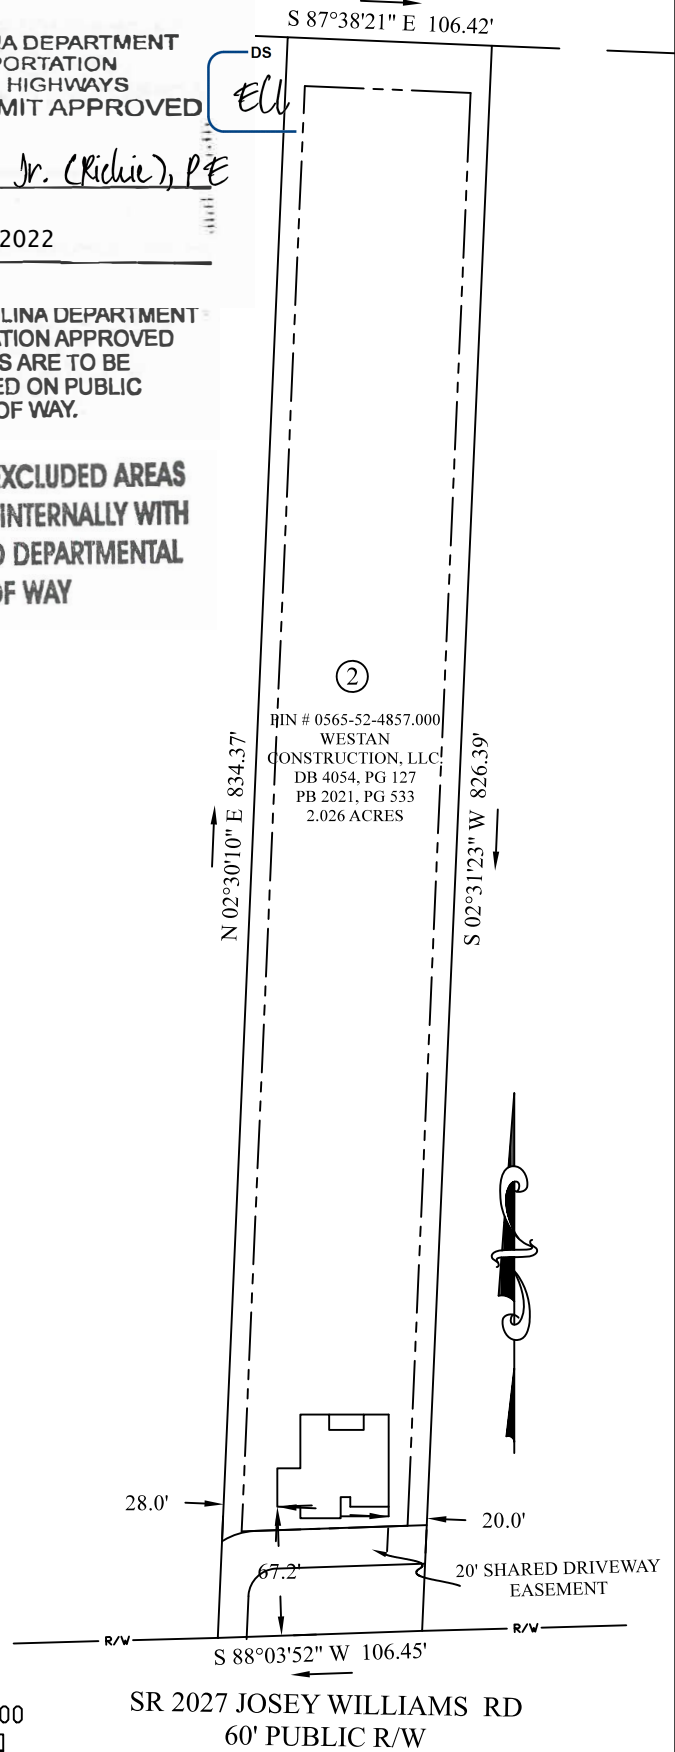 S 87°38'21" E 106.42'
DEPARTMENT
PORTATION
HIGHWAYS
MIT APPROVED
DS
ECL
Jr. (Richie), PE
2022
LINA DEPARTMENT
TION APPROVED
S ARE TO BE
ED ON PUBLIC
OF WAY.
EXCLUDED AREAS
INTERNALLY WITH
DEPARTMENTAL
OF WAY
2
PIN # 0565-52-4857.000
WESTAN
CONSTRUCTION, LLC.
DB 4054, PG 127
PB 2021, PG 533
2.026 ACRES
N 02°30'10" E 834.37'
S 02°31'23" W 826.39'
28.0'
20.0'
67.2'
20' SHARED DRIVEWAY
EASEMENT
R/W
R/W
S 88°03'52" W 106.45'
SR 2027 JOSEY WILLIAMS RD
60' PUBLIC R/W
00